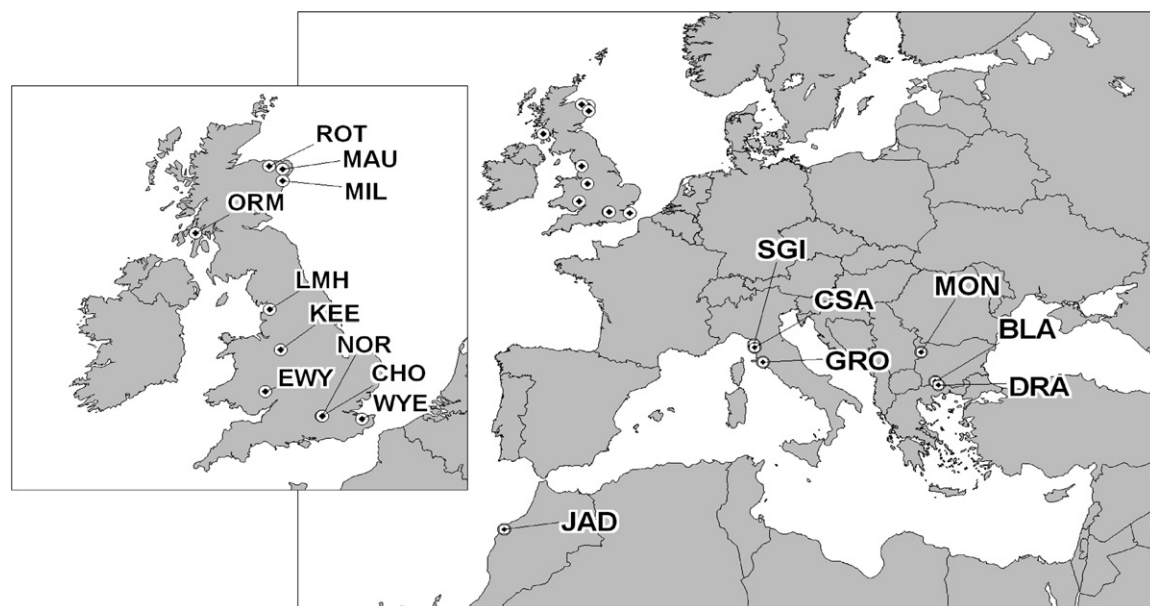 ROT
MAU
MIL
ORM
LMH
KEE
NOR
EWY
CHO
WYE
SGI
CSA
GRO
MON
BLA
DRA
JAD